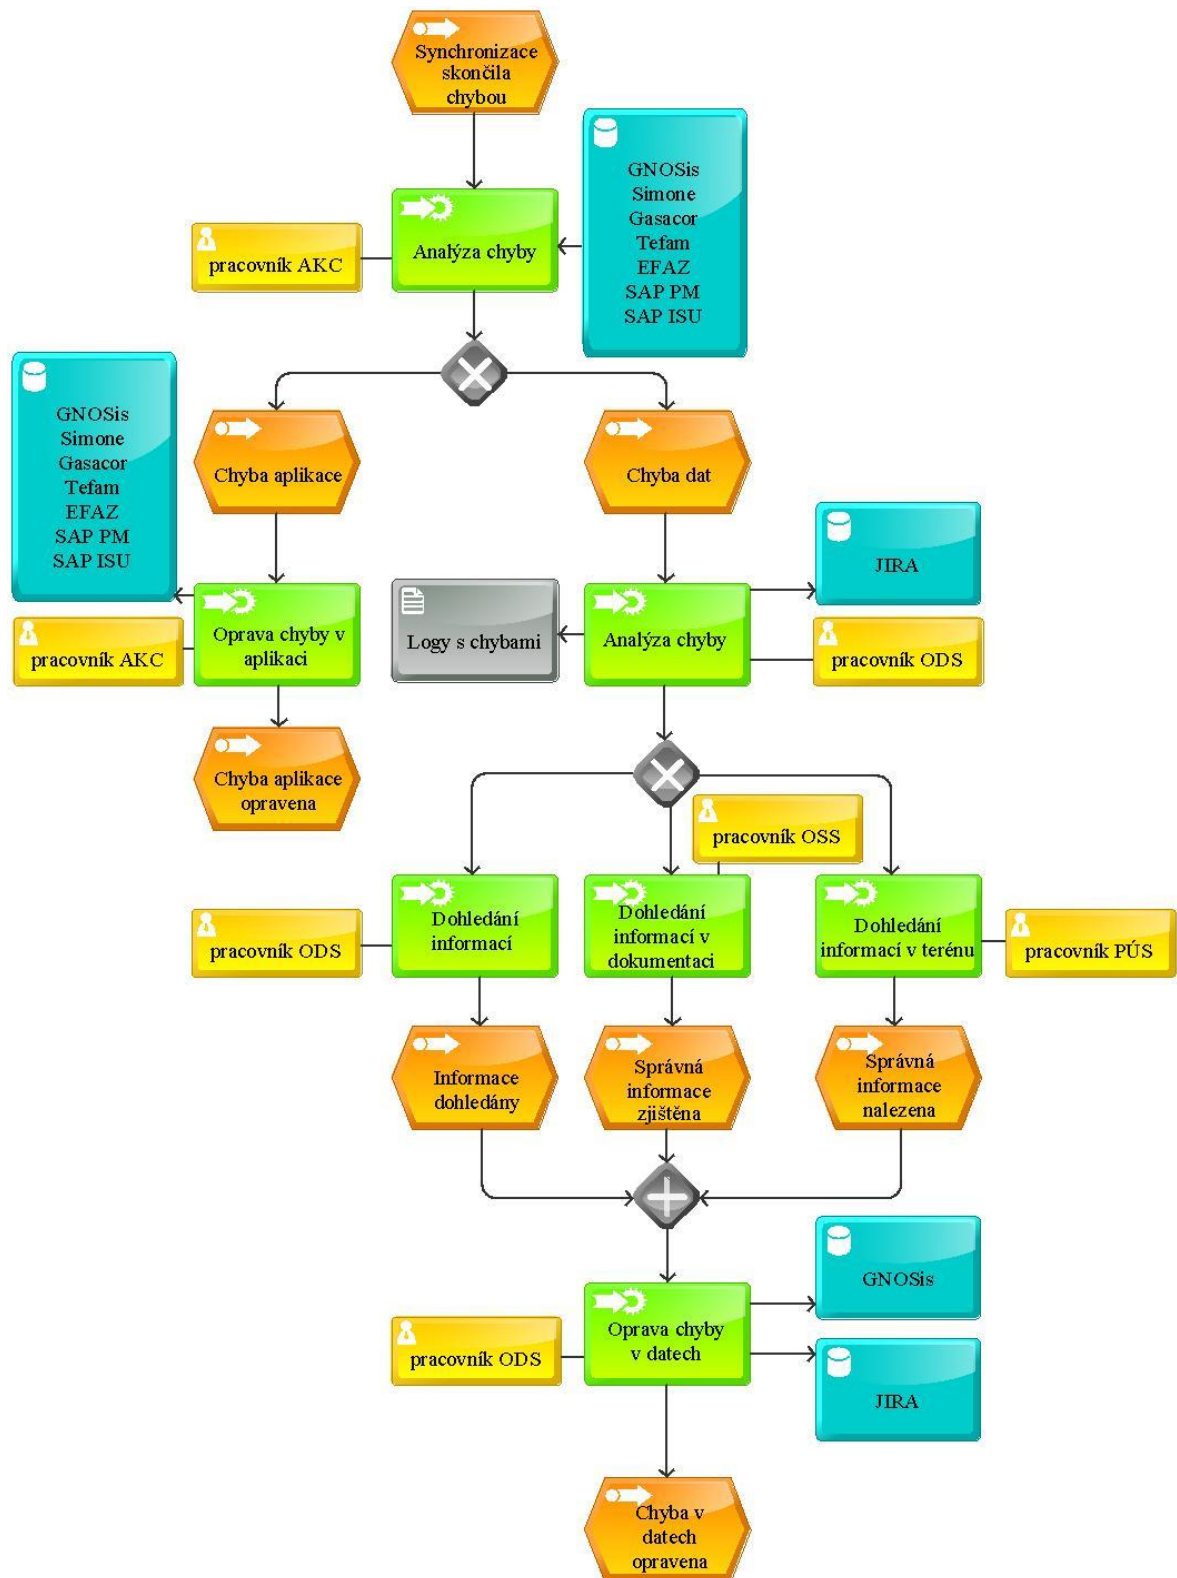 Synchronizace
skončila
chybou
GNOSis
Simone
Gasacor
Tefam
EFAZ
SAP PM
SAP ISU
Analýza chyby
pracovník AKC
GNOSis
Simone
Gasacor
Tefam
EFAZ
SAP PM
SAP ISU
Chyba aplikace
Chyba dat
JIRA
Oprava chyby v
aplikaci
Logy s chybami
Analýza chyby
pracovník AKC
pracovník ODS
Chyba aplikace
opravena
pracovník OSS
pracovník ODS
Dohledání
informací
Dohledání
informací v
dokumentaci
Dohledání
informací v terénu
pracovník PÚS
Informace
dohledány
Správná
informace
zjištěna
Správná
informace
nalezena
GNOSis
pracovník ODS
Oprava chyby
v datech
JIRA
Chyba v
datech
opravena